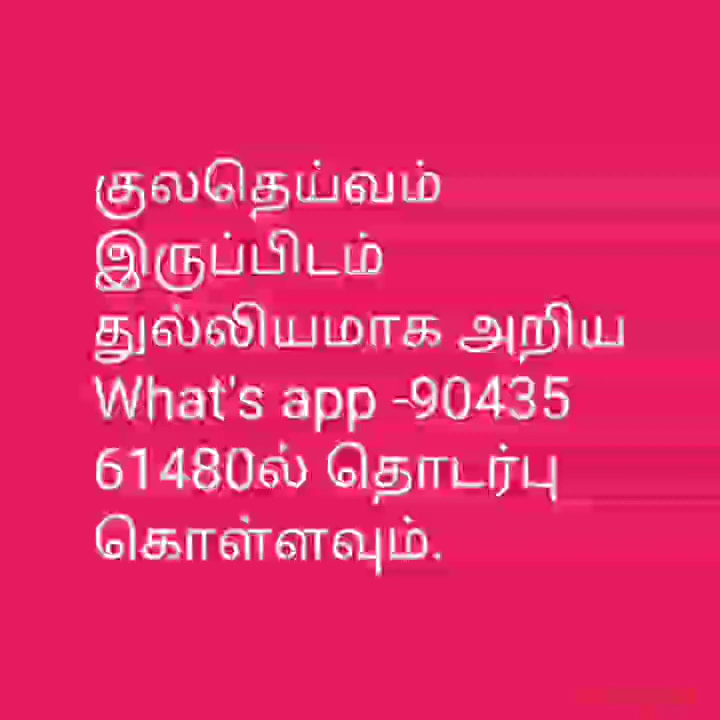 குலதெய்வம்
இருப்பிடம்
துல்லியமாக அறிய
What's app -90435
61480ல் தொடர்பு
கொள்ளவும்.